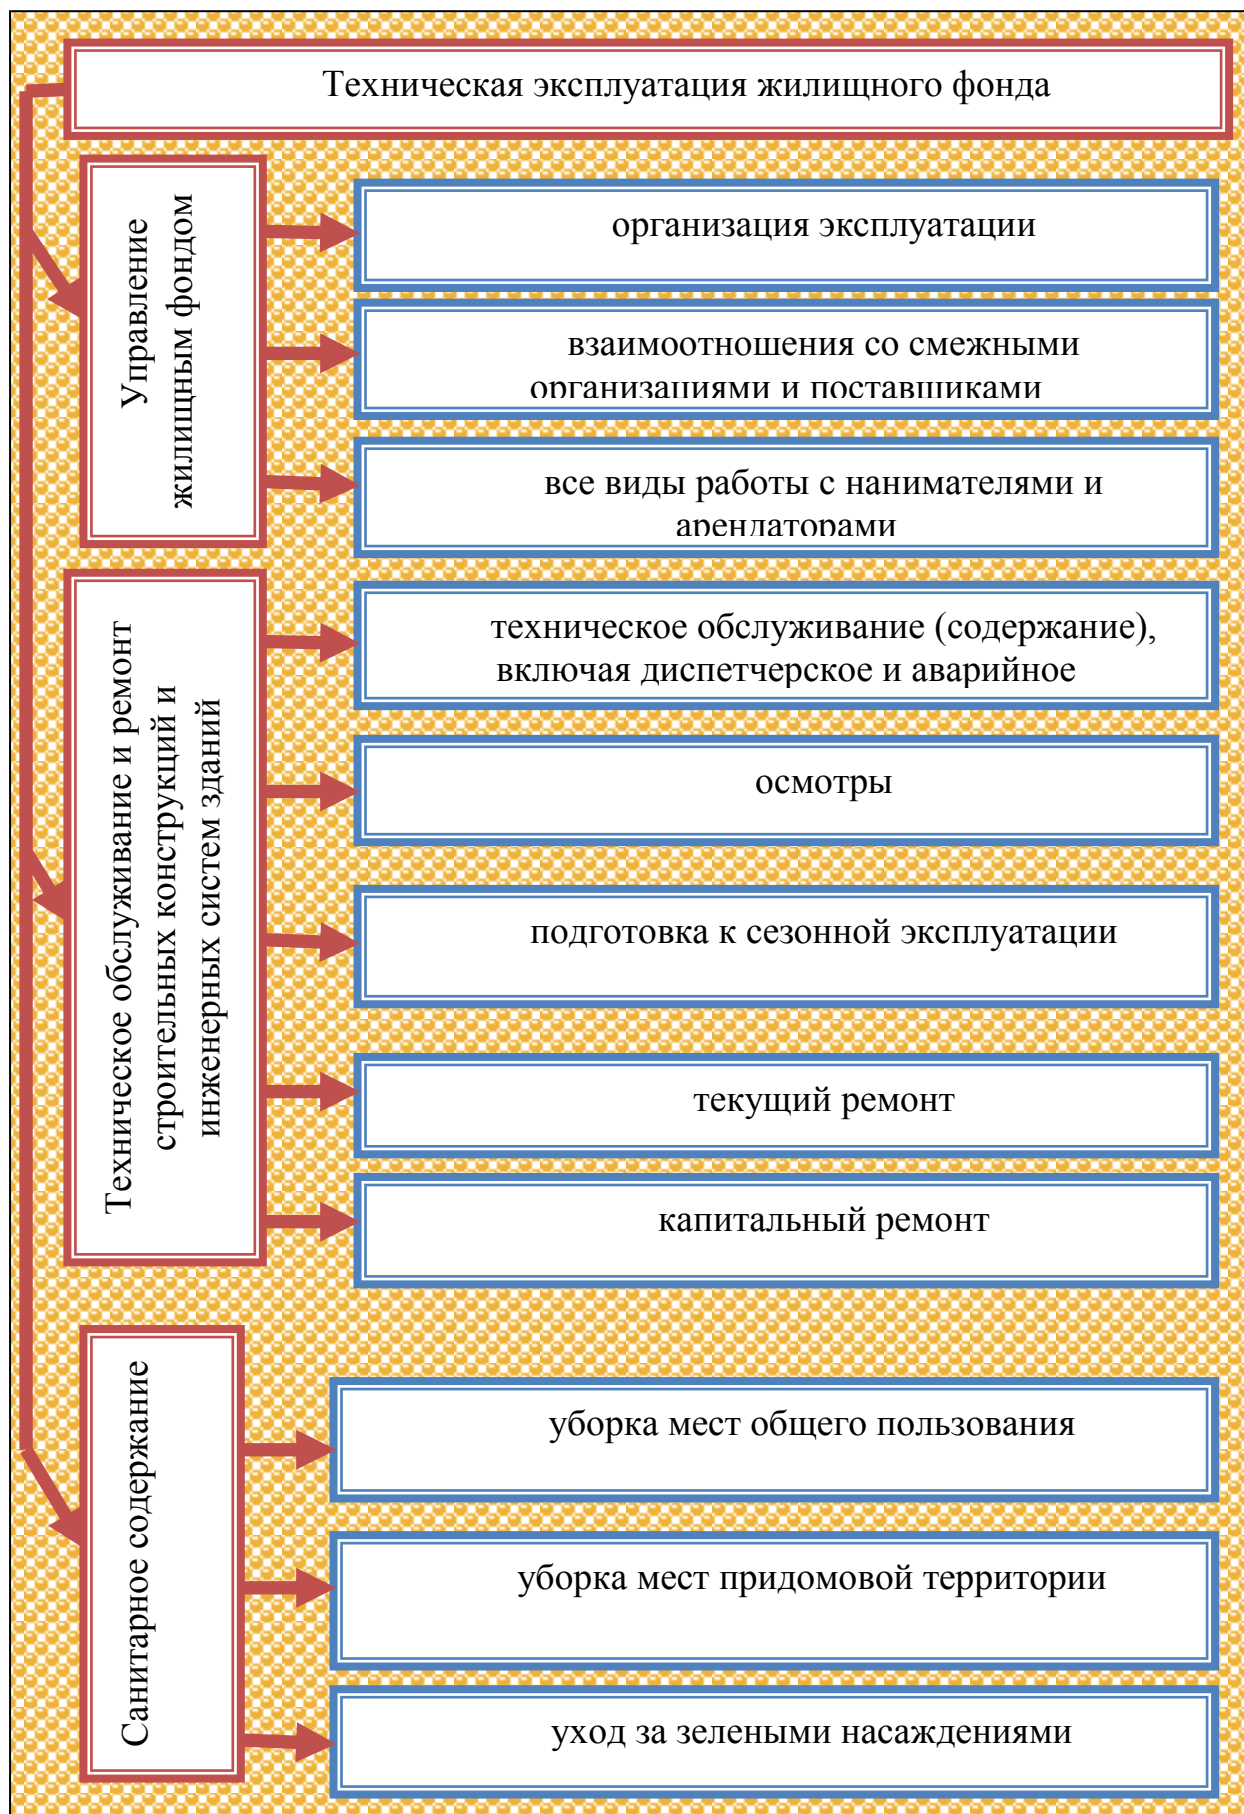 Техническая эксплуатация жилищного фонда
Управление
жилищным фондом
организация эксплуатации
взаимоотношения со смежными
организациями и поставщиками
все виды работы с нанимателями и
арендаторами
Техническое обслуживание и ремонт
строительных конструкций и
инженерных систем зданий
техническое обслуживание (содержание),
включая диспетчерское и аварийное
осмотры
подготовка к сезонной эксплуатации
текущий ремонт
капитальный ремонт
Санитарное содержание
уборка мест общего пользования
уборка мест придомовой территории
уход за зелеными насаждениями